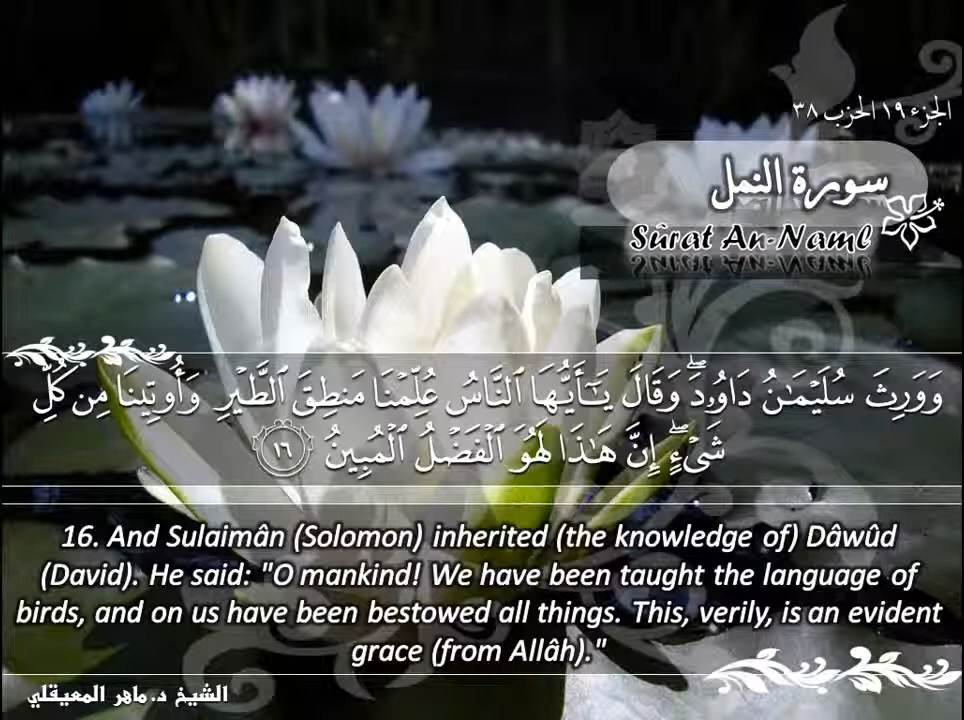 الجزء ١٩ الحزب ٣٨
سورة النمل
Sûrat An-Naml
وَوَرِثَ سُلَيْمَـٰنُ دَاوُۥدَ ۖ وَقَالَ يَـٰٓأَيُّهَا ٱلنَّاسُ عُلِّمْنَا مَنطِقَ ٱلطَّيْرِ وَأُوتِينَا مِن كُلِّ
شَىْءٍ ۖ إِنَّ هَـٰذَا لَهُوَ ٱلْفَضْلُ ٱلْمُبِينُ ١٦
16. And Sulaimân (Solomon) inherited (the knowledge of) Dâwûd
(David). He said: "O mankind! We have been taught the language of
birds, and on us have been bestowed all things. This, verily, is an evident
grace (from Allâh)."
الشيخ د. ماهر المعيقلي